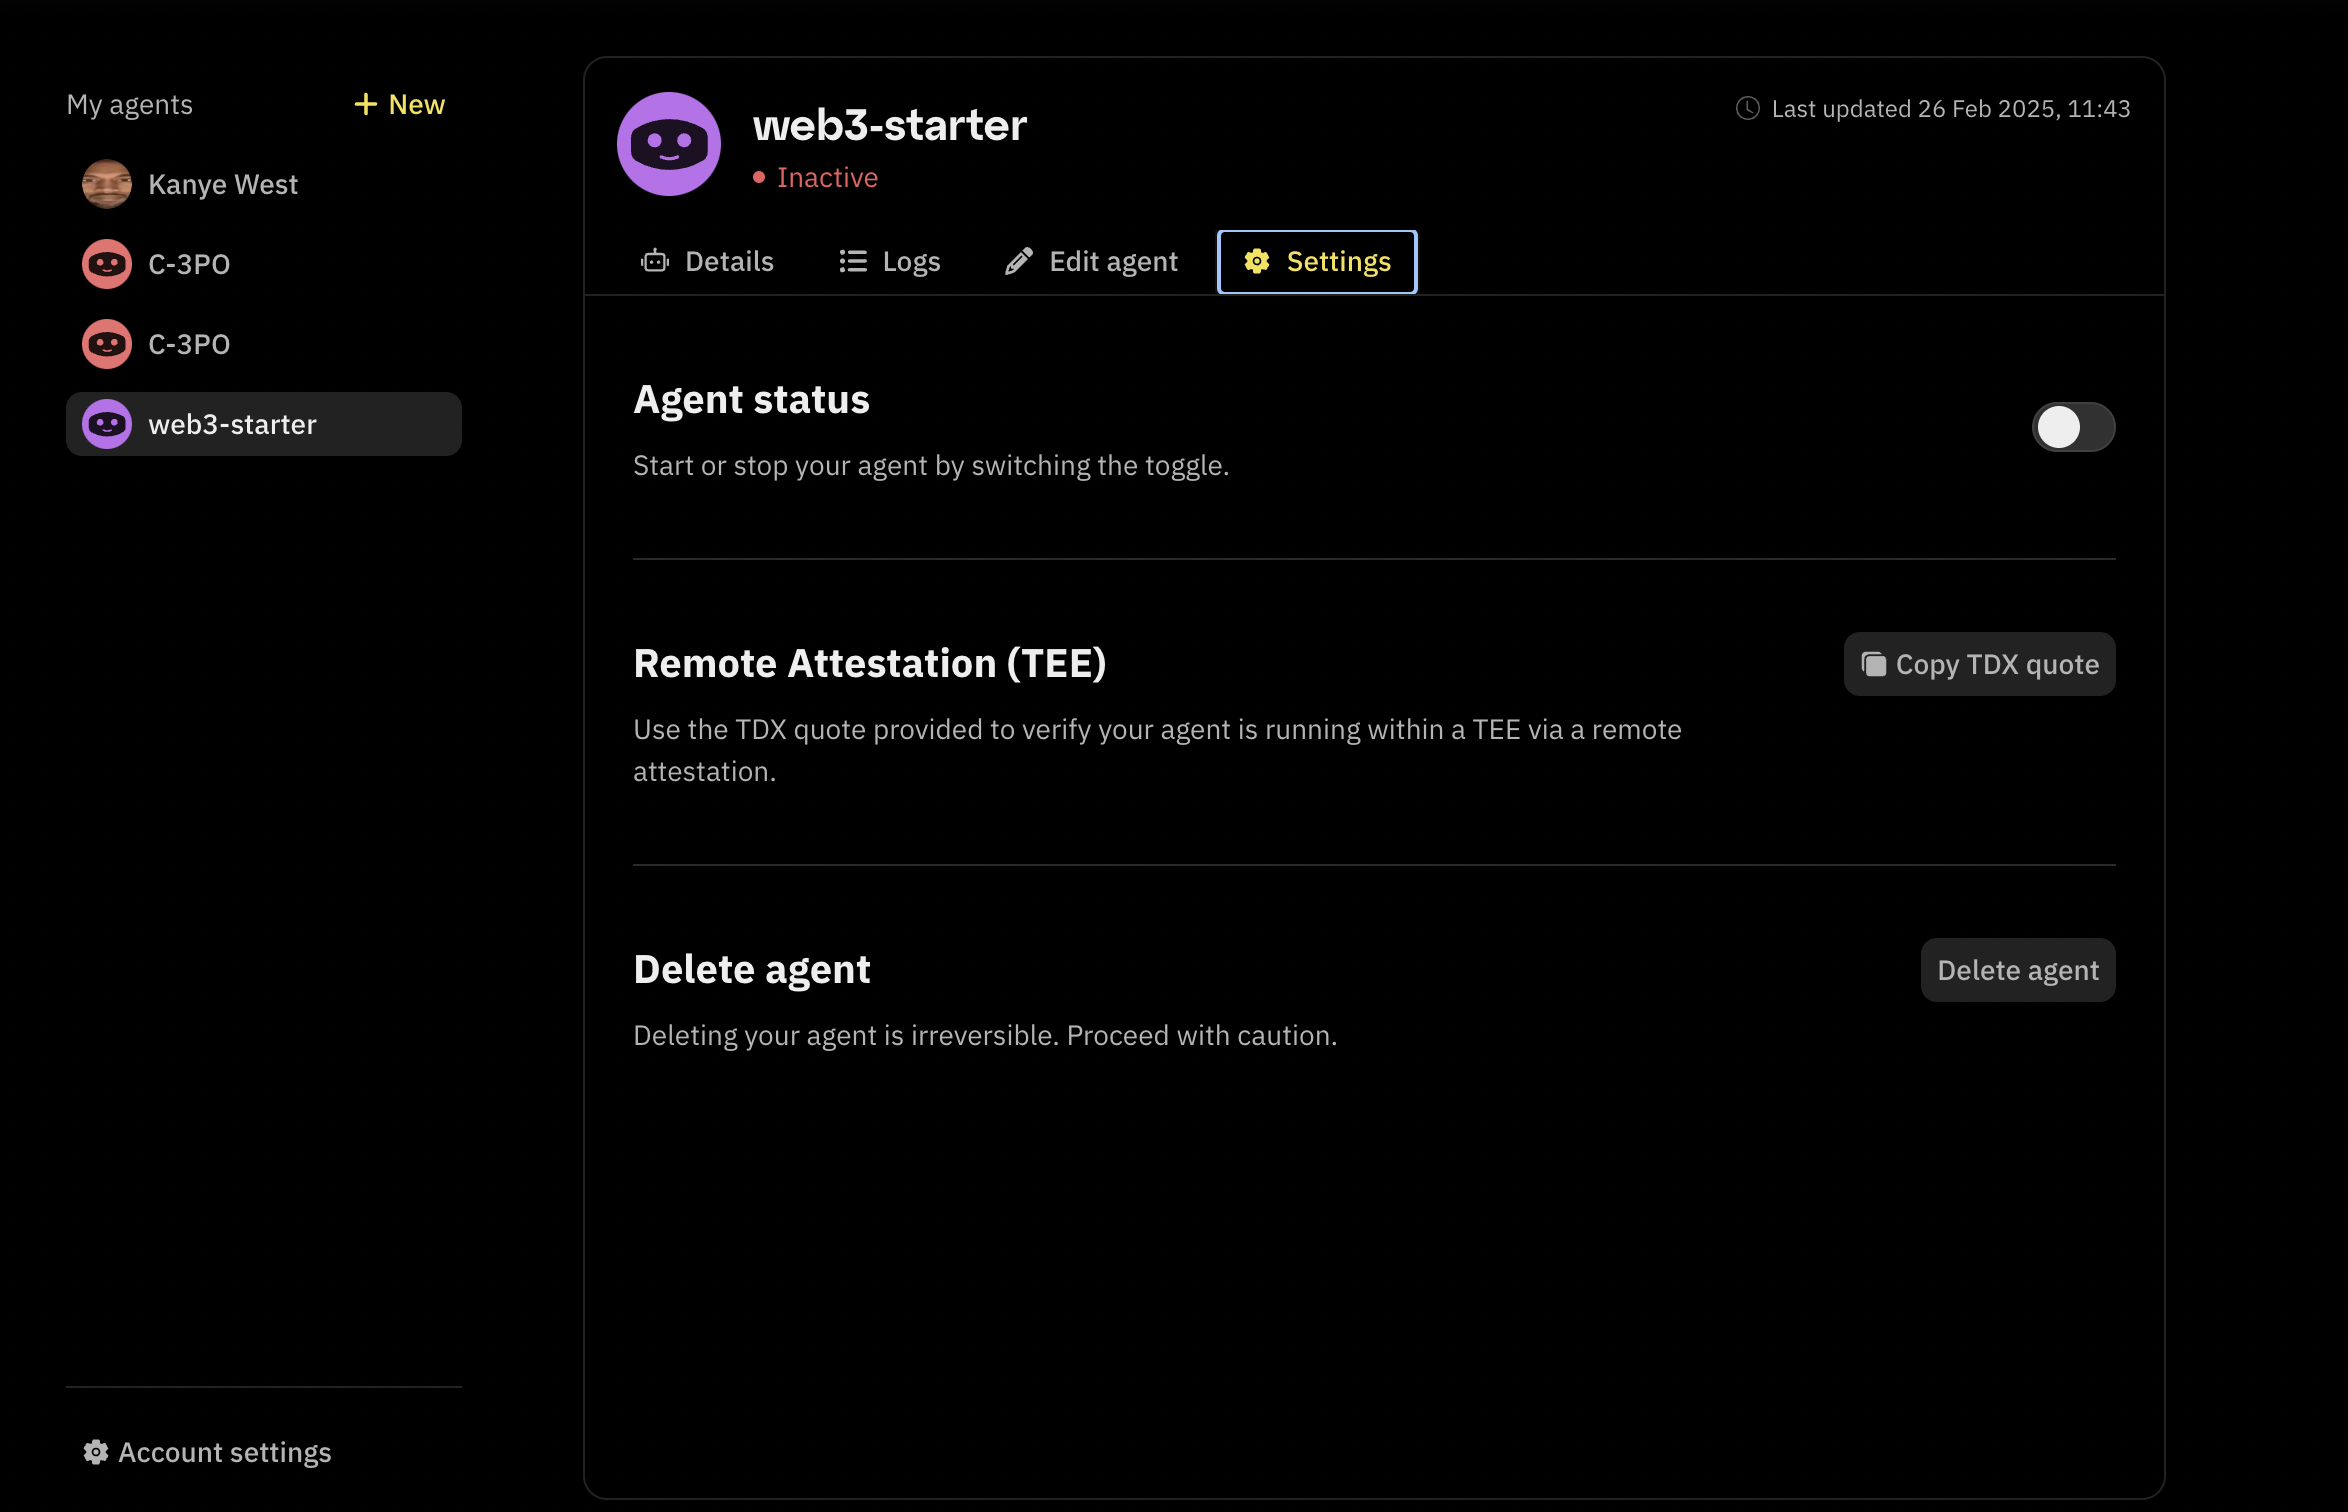 My agents
New
Kanye West
C-3PO
C-3PO
web3-starter
Account settings
web3-starter
Inactive
Last updated 26 Feb 2025, 11:43
Details
Logs
Edit agent
Settings
Agent status
Start or stop your agent by switching the toggle.
Remote Attestation (TEE)
Copy TDX quote
Use the TDX quote provided to verify your agent is running within a TEE via a remote
attestation.
Delete agent
Delete agent
Deleting your agent is irreversible. Proceed with caution.